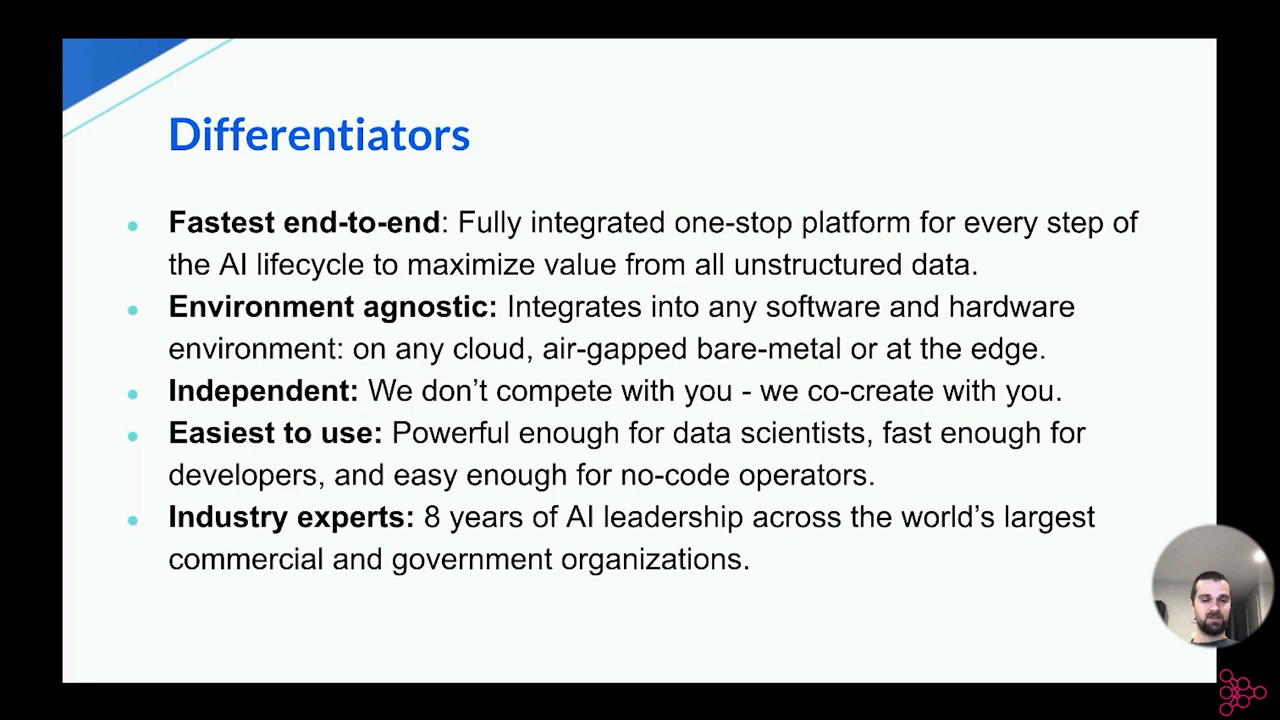 Differentiators
Fastest end-to-end: Fully integrated one-stop platform for every step of
the AI lifecycle to maximize value from all unstructured data.
Environment agnostic: Integrates into any software and hardware
environment: on any cloud, air-gapped bare-metal or at the edge.
Independent: We don’t compete with you - we co-create with you.
Easiest to use: Powerful enough for data scientists, fast enough for
developers, and easy enough for no-code operators.
Industry experts: 8 years of AI leadership across the world’s largest
commercial and government organizations.